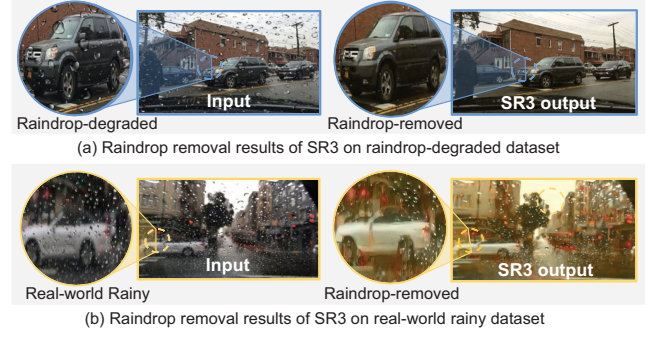 Input
SR3 output
Raindrop-degraded
Raindrop-removed
(a) Raindrop removal results of SR3 on raindrop-degraded dataset
Input
SR3 output
Real-world Rainy
Raindrop-removed
(b) Raindrop removal results of SR3 on real-world rainy dataset